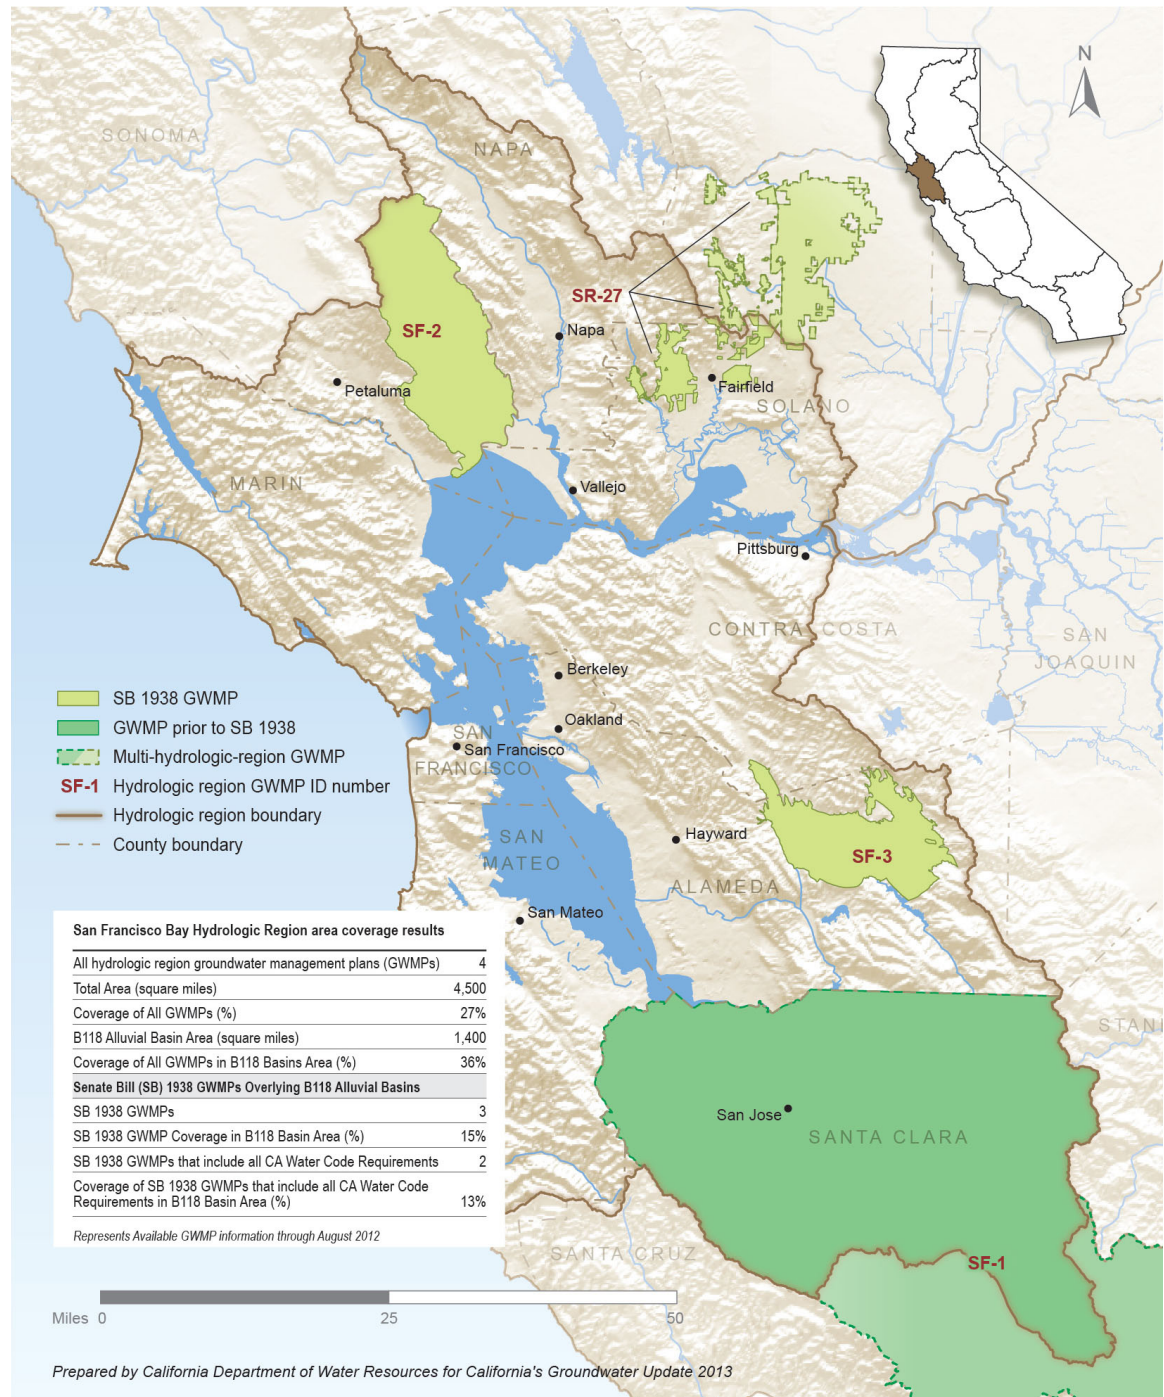 N
SONOMA
NAPA
SR-27
SF-2
Napa
Petaluma
Fairfield
SOLANO
MARIN
Vallejo
Pittsburg
CONTRA COSTA
SAN
JOAQUIN
Berkeley
Oakland
SAN
FRANCISCO
San Francisco
SB 1938 GWMP
GWMP prior to SB 1938
Multi-hydrologic-region GWMP
SF-1 Hydrologic region GWMP ID number
Hydrologic region boundary
County boundary
SAN
MATEO
Hayward
SF-3
ALAMEDA
San Mateo
San Francisco Bay Hydrologic Region area coverage results
All hydrologic region groundwater management plans (GWMPs) 4
Total Area (square miles) 4,500
Coverage of All GWMPs (%) 27%
B118 Alluvial Basin Area (square miles) 1,400
Coverage of All GWMPs in B118 Basins Area (%) 36%
Senate Bill (SB) 1938 GWMPs Overlying B118 Alluvial Basins
SB 1938 GWMPs 3
SB 1938 GWMP Coverage in B118 Basin Area (%) 15%
SB 1938 GWMPs that include all CA Water Code Requirements 2
Coverage of SB 1938 GWMPs that include all CA Water Code
Requirements in B118 Basin Area (%) 13%
Represents Available GWMP information through August 2012
STANI
San Jose
SANTA CLARA
SANTA CRUZ
SF-1
Miles 0 25 50
Prepared by California Department of Water Resources for California's Groundwater Update 2013